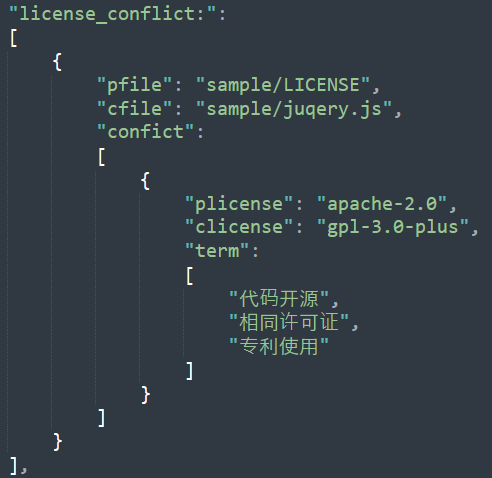 "license_conflict:":
[
{
"pfile": "sample/LICENSE",
"cfile": "sample/juqery.js",
"confict":
[
{
"plicense": "apache-2.0",
"clicense": "gpl-3.0-plus",
"term":
[
"代码开源",
"相同许可证",
"专利使用"
]
}
]
}
],